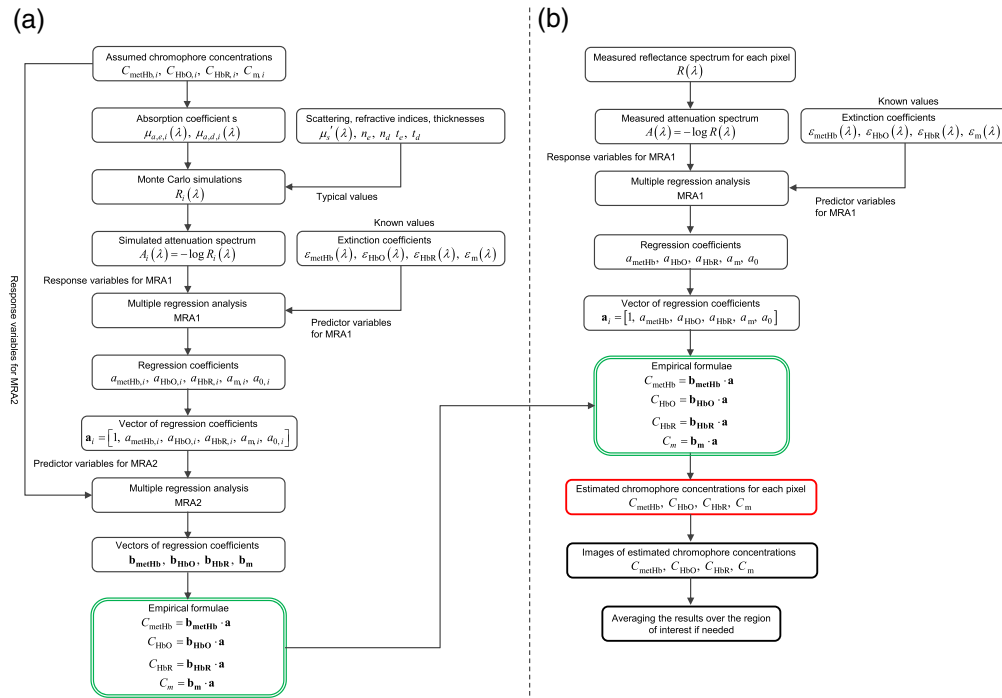 (a)
Assumed chromophore concentrations
C_metHb,i, C_HbO,i, C_HbR,i, C_m,i
Absorption coefficient s
μ_a,e,i(λ), μ_a,d,i(λ)
Scattering, refractive indices, thicknesses
μ_s′(λ), n_e, n_d t_e, t_d
Monte Carlo simulations
R_i(λ)
Typical values
Simulated attenuation spectrum
A_i(λ)=−log R_i(λ)
Known values
Extinction coefficients
ε_metHb(λ), ε_HbO(λ), ε_HbR(λ), ε_m(λ)
Response variables for MRA1
Multiple regression analysis
MRA1
Predictor variables
for MRA1
Response variables for MRA2
Regression coefficients
a_metHb,i, a_HbO,i, a_HbR,i, a_m,i, a_0,i
Vector of regression coefficients
a_i=[1, a_metHb,i, a_HbO,i, a_HbR,i, a_m,i, a_0,i]
Predictor variables for MRA2
Multiple regression analysis
MRA2
Vectors of regression coefficients
b_metHb, b_HbO, b_HbR, b_m
Empirical formulae
C_metHb=b_metHb·a
C_HbO=b_HbO·a
C_HbR=b_HbR·a
C_m=b_m·a
(b)
Measured reflectance spectrum for each pixel
R(λ)
Measured attenuation spectrum
A(λ)=−log R(λ)
Known values
Extinction coefficients
ε_metHb(λ), ε_HbO(λ), ε_HbR(λ), ε_m(λ)
Response variables for MRA1
Multiple regression analysis
MRA1
Predictor variables
for MRA1
Regression coefficients
a_metHb, a_HbO, a_HbR, a_m, a_0
Vector of regression coefficients
a_i=[1, a_metHb, a_HbO, a_HbR, a_m, a_0]
Empirical formulae
C_metHb=b_metHb·a
C_HbO=b_HbO·a
C_HbR=b_HbR·a
C_m=b_m·a
Estimated chromophore concentrations for each pixel
C_metHb, C_HbO, C_HbR, C_m
Images of estimated chromophore concentrations
C_metHb, C_HbO, C_HbR, C_m
Averaging the results over the region
of interest if needed